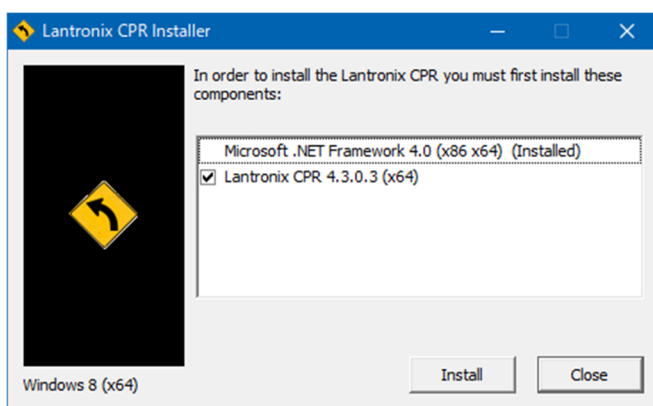 Lantronix CPR Installer
In order to install the Lantronix CPR you must first install these
components:
Microsoft .NET Framework 4.0 (x86 x64) (Installed)
Lantronix CPR 4.3.0.3 (x64)
Install
Close
Windows 8 (x64)